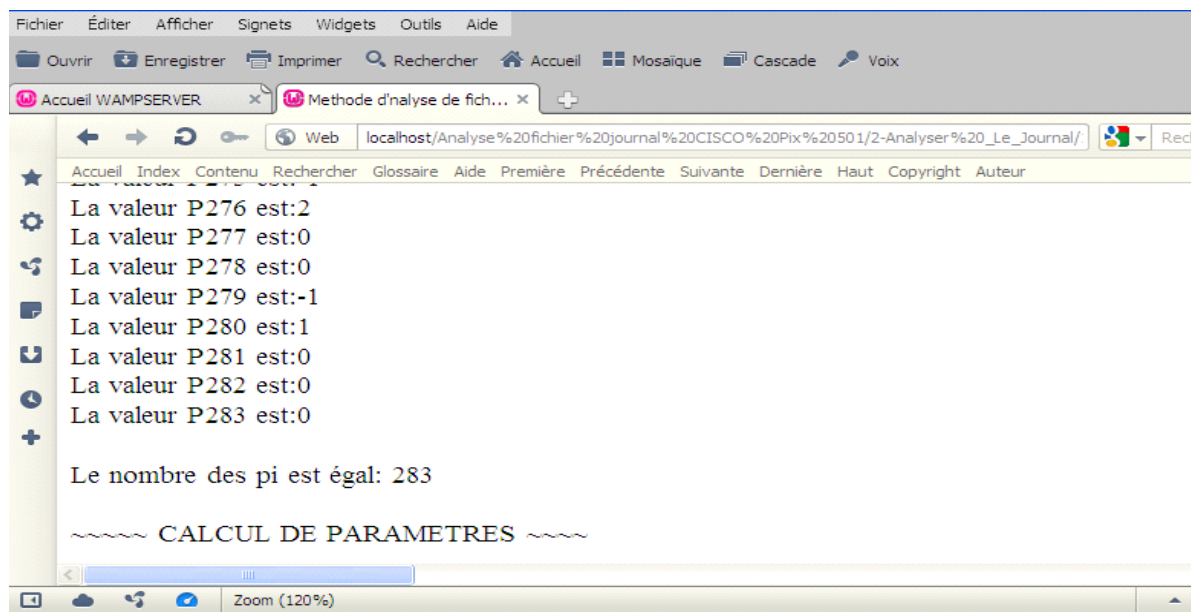 Fichier Éditer Afficher Signets Widgets Outils Aide
Ouvrir Enregistrer Imprimer Rechercher Accueil Mosaïque Cascade Voix
Accueil WAMPSERVER Methode d'nalyse de fich...
Web localhost/Analyse%20fichier%20journal%20CISCO%20Pix%20501/2-Analyser%20_Le_Journal/
Accueil Index Contenu Rechercher Glossaire Aide Première Précédente Suivante Dernière Haut Copyright Auteur
La valeur P276 est:2
La valeur P277 est:0
La valeur P278 est:0
La valeur P279 est:-1
La valeur P280 est:1
La valeur P281 est:0
La valeur P282 est:0
La valeur P283 est:0
Le nombre des pi est égal: 283
~~~~~ CALCUL DE PARAMETRES ~~~~
Zoom (120%)